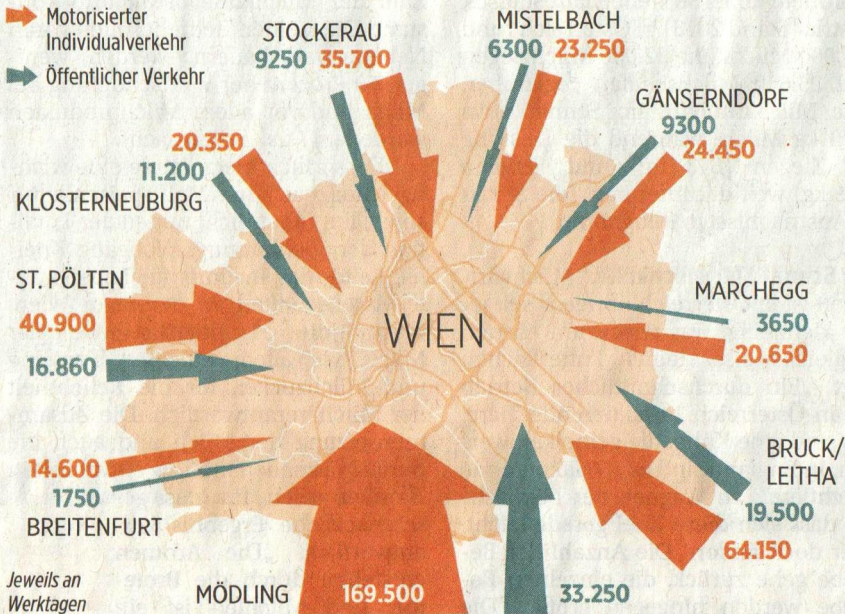 Motorisierter
Individualverkehr
Öffentlicher Verkehr
STOCKERAU
9250 35.700
MISTELBACH
6300 23.250
GÄNSERNDORF
9300
24.450
20.350
11.200
KLOSTERNEUBURG
ST. PÖLTEN
40.900
16.860
WIEN
MARCHEGG
3650
20.650
14.600
1750
BREITENFURT
BRUCK/
LEITHA
19.500
64.150
Jeweils an
Werktagen
MÖDLING
169.500
33.250